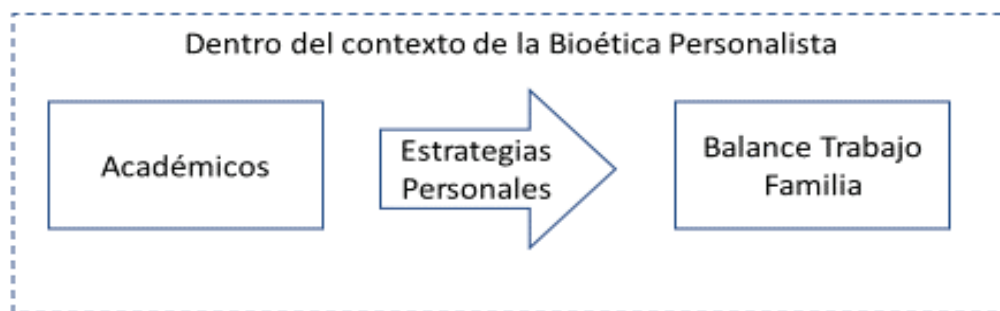 Dentro del contexto de la Bioética Personalista
Académicos
Estrategias
Personales
Balance Trabajo
Familia